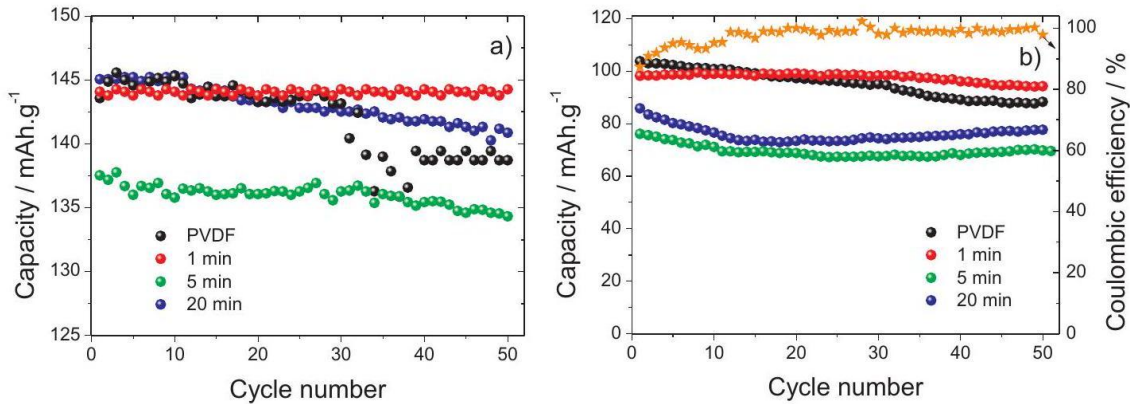 a)
Capacity / mAh.g⁻¹
150
145
140
135
130
125
PVDF
1 min
5 min
20 min
0
10
20
30
40
50
Cycle number
b)
Capacity / mAh.g⁻¹
120
100
80
60
40
20
0
PVDF
1 min
5 min
20 min
0
10
20
30
40
50
Cycle number
100
80
60
40
20
0
Coulombic efficiency / %